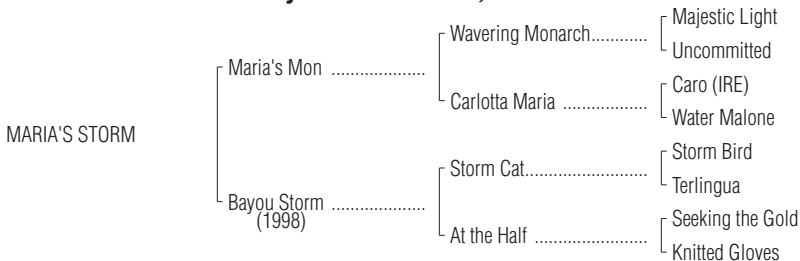 Majestic Light
Wavering Monarch............
Uncommitted
Maria's Mon ....................
Caro (IRE)
Carlotta Maria ..................
Water Malone
MARIA'S STORM
Storm Bird
Storm Cat..........................
Terlingua
Bayou Storm ....................
(1998)
Seeking the Gold
At the Half ........................
Knitted Gloves